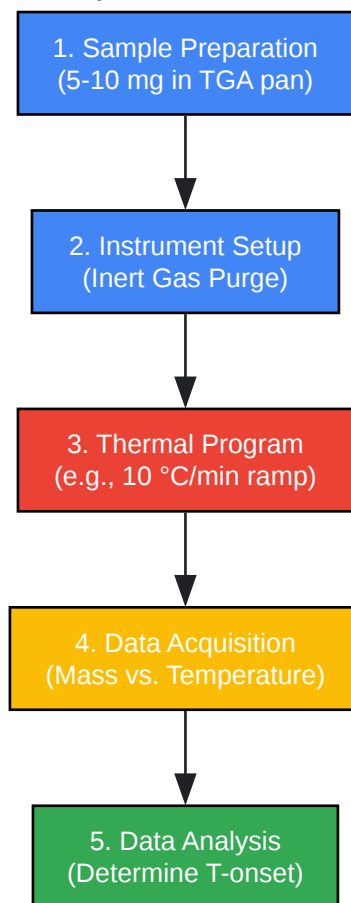 1. Sample Preparation
(5-10 mg in TGA pan)
2. Instrument Setup
(Inert Gas Purge)
3. Thermal Program
(e.g., 10 °C/min ramp)
4. Data Acquisition
(Mass vs. Temperature)
5. Data Analysis
(Determine T-onset)